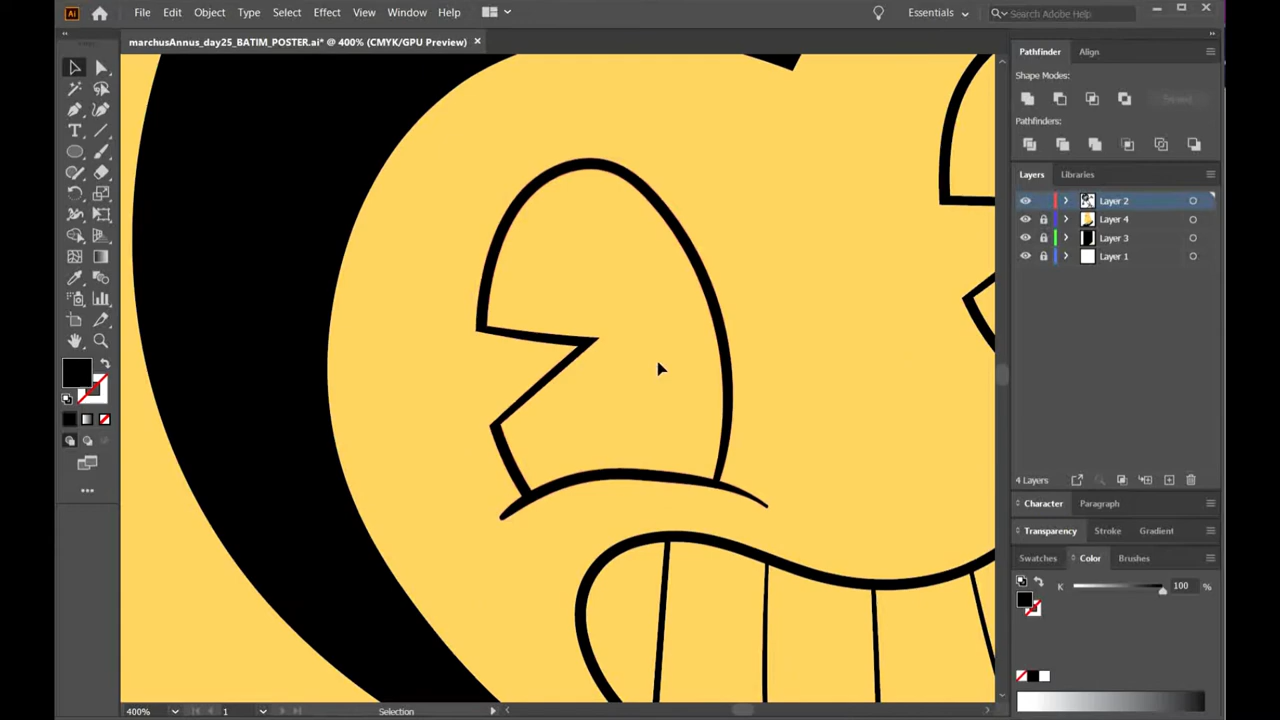 Ai File Edit Object Type Select Effect View Window Help Essentials Search Adobe Help
marchusAnnus_day25_BATIM_POSTER.ai* @ 400% (CMYK/GPU Preview) ×
Pathfinder Align
Shape Modes:
Expand
Pathfinders:
Layers Libraries
Layer 2
Layer 4
Layer 3
Layer 1
4 Layers
Character Paragraph
Transparency Stroke Gradient
Swatches Color Brushes
K 100 %
400% 1 Selection